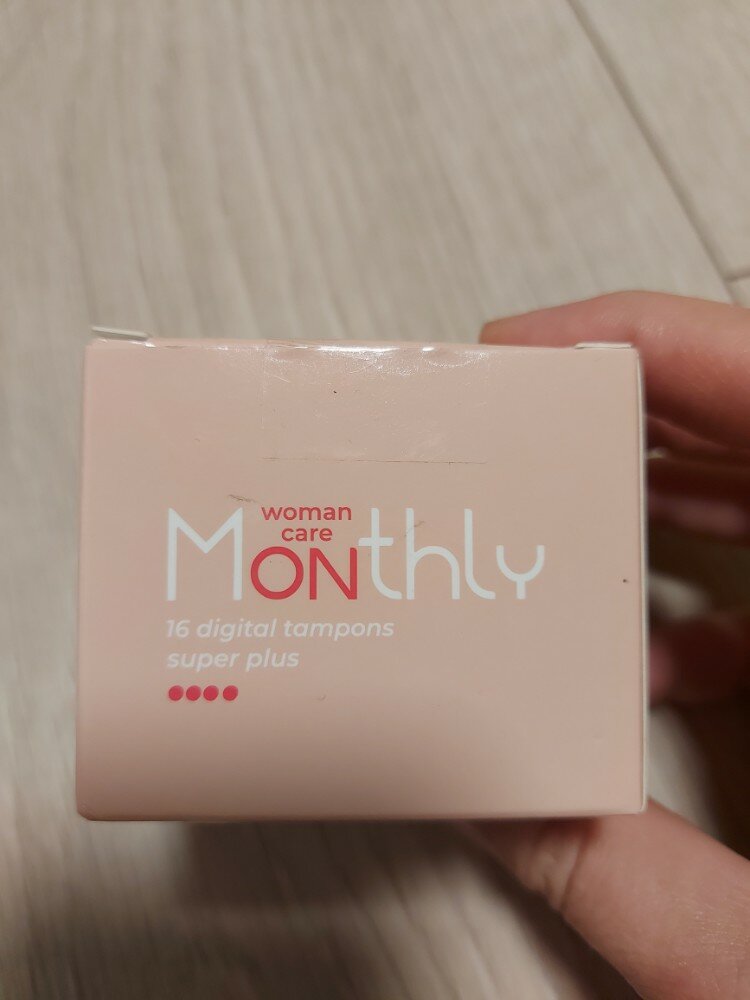 woman
care
Monthly
16 digital tampons
super plus